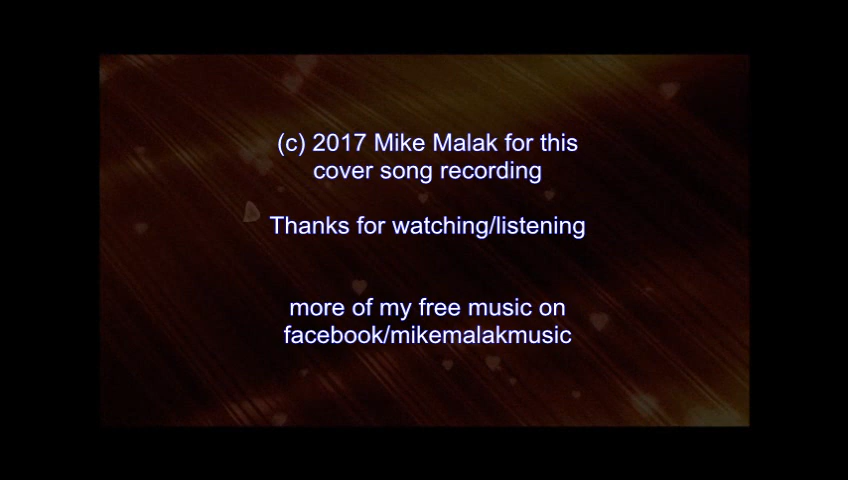 (c) 2017 Mike Malak for this
cover song recording
Thanks for watching/listening
more of my free music on
facebook/mikemalakmusic